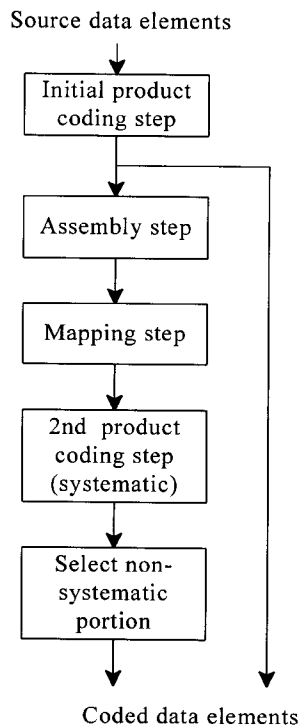 Source data elements
Initial product
coding step
Assembly step
Mapping step
2nd product
coding step
(systematic)
Select non-
systematic
portion
Coded data elements